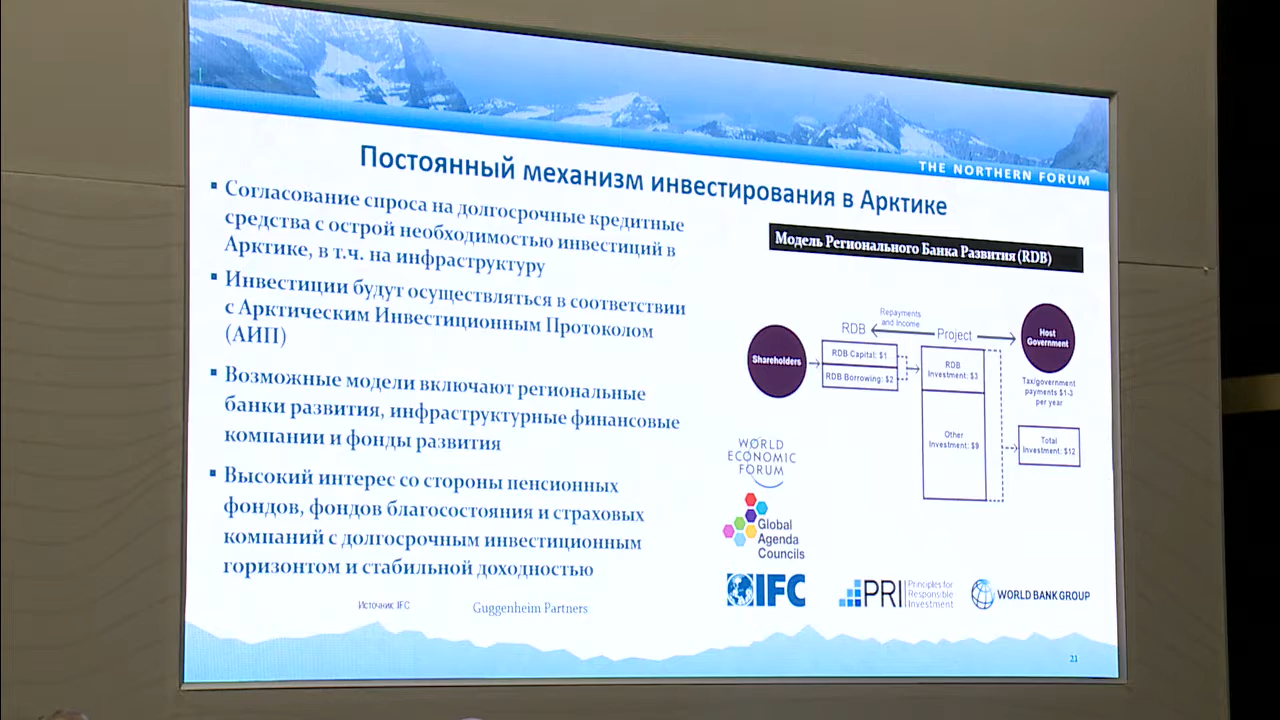 THE NORTHERN FORUM
Постоянный механизм инвестирования в Арктике
▪ Согласование спроса на долгосрочные кредитные
средства с острой необходимостью инвестиций в
Арктике, в т.ч. на инфраструктуру
▪ Инвестиции будут осуществляться в соответствии
с Арктическим Инвестиционным Протоколом
(АИП)
▪ Возможные модели включают региональные
банки развития, инфраструктурные финансовые
компании и фонды развития
▪ Высокий интерес со стороны пенсионных
фондов, фондов благосостояния и страховых
компаний с долгосрочным инвестиционным
горизонтом и стабильной доходностью
Источник: IFC
Guggenheim Partners
Модель Регионального Банка Развития (RDB)
Shareholders
RDB
RDB Capital: $1
RDB Borrowing: $2
Repayments
and Income
Project
RDB
Investment: $3
Other
Investment: $9
Host
Government
Tax/government
payments $1-3
per year
Total
Investment: $12
WORLD
ECONOMIC
FORUM
Global
Agenda
Councils
IFC
PRI
Principles for
Responsible
Investment
WORLD BANK GROUP
21